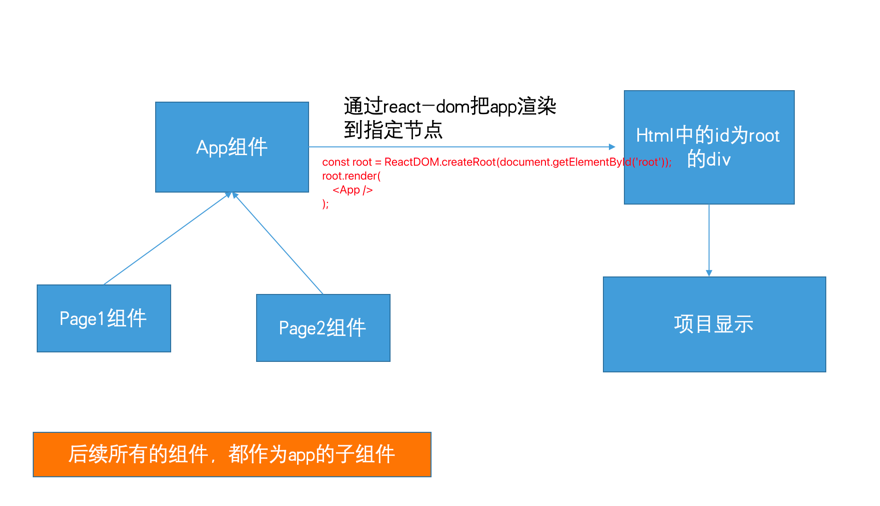 通过react-dom把app渲染
到指定节点
App组件
Html中的id为root
的div
const root = ReactDOM.createRoot(document.getElementById('root'));
root.render(
<App />
);
Page1组件
Page2组件
项目显示
后续所有的组件，都作为app的子组件